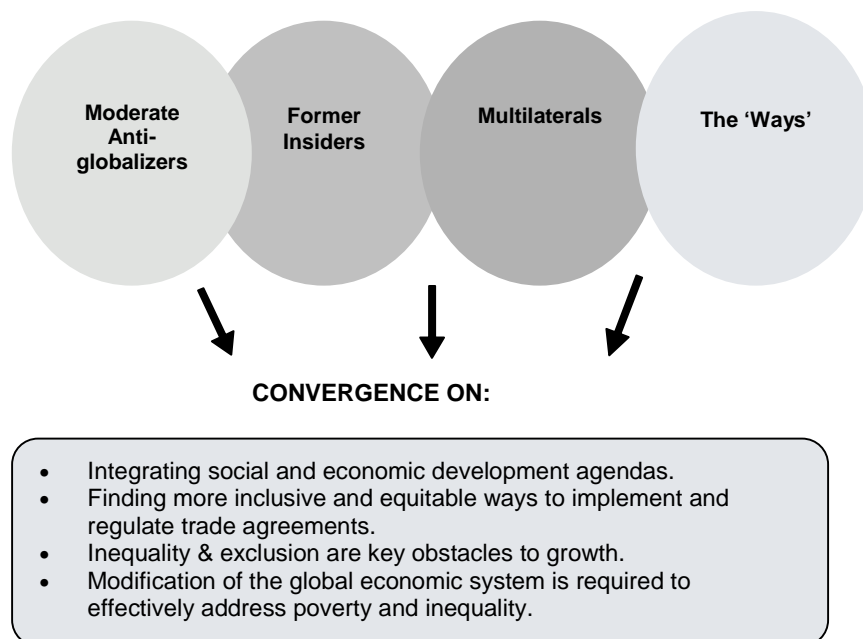 Moderate
Anti-
globalizers
Former
Insiders
Multilaterals
The ‘Ways’
CONVERGENCE ON:
• Integrating social and economic development agendas.
• Finding more inclusive and equitable ways to implement and
regulate trade agreements.
• Inequality & exclusion are key obstacles to growth.
• Modification of the global economic system is required to
effectively address poverty and inequality.